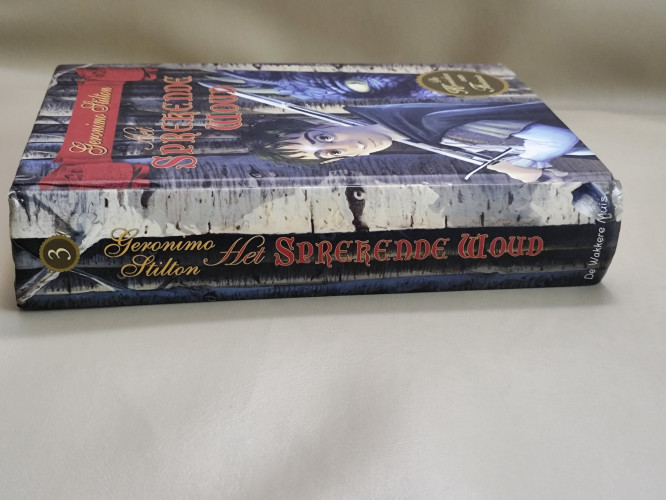 Geronimo Stilton
Het
SPREKENDE
WOUD
3
Geronimo
Stilton
Het SPREKENDE WOUD
De Wakkere Muis